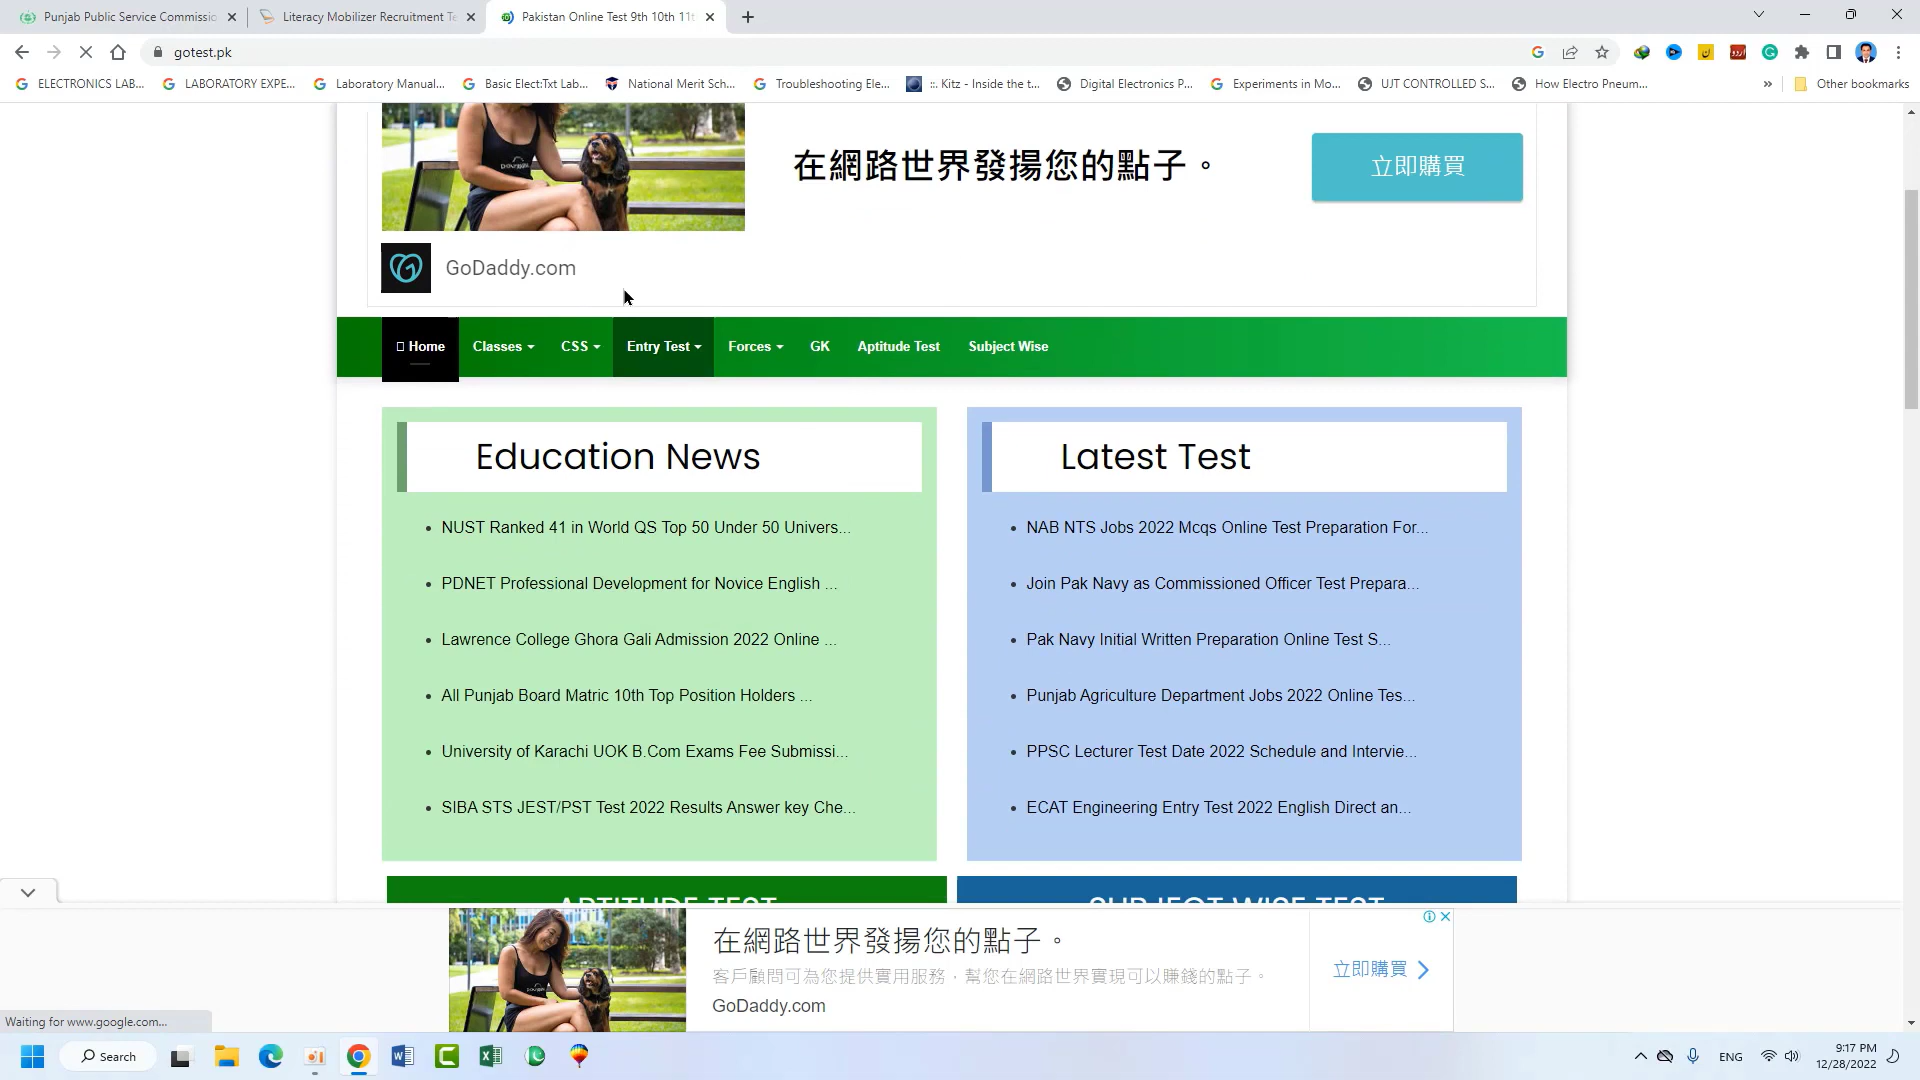 Punjab Public Service Commissio
Literacy Mobilizer Recruitment Te
Pakistan Online Test 9th 10th 11t
gotest.pk
ELECTRONICS LAB...
LABORATORY EXPE...
Laboratory Manual...
Basic Elect:Txt Lab...
National Merit Sch...
Troubleshooting Ele...
::. Kitz - Inside the t...
Digital Electronics P...
Experiments in Mo...
UJT CONTROLLED S...
How Electro Pneum...
»
Other bookmarks
在網路世界發揚您的點子。
立即購買
GoDaddy.com
Home
Classes
CSS
Entry Test
Forces
GK
Aptitude Test
Subject Wise
Education News
NUST Ranked 41 in World QS Top 50 Under 50 Univers...
PDNET Professional Development for Novice English ...
Lawrence College Ghora Gali Admission 2022 Online ...
All Punjab Board Matric 10th Top Position Holders ...
University of Karachi UOK B.Com Exams Fee Submissi...
SIBA STS JEST/PST Test 2022 Results Answer key Che...
Latest Test
NAB NTS Jobs 2022 Mcqs Online Test Preparation For...
Join Pak Navy as Commissioned Officer Test Prepara...
Pak Navy Initial Written Preparation Online Test S...
Punjab Agriculture Department Jobs 2022 Online Tes...
PPSC Lecturer Test Date 2022 Schedule and Intervie...
ECAT Engineering Entry Test 2022 English Direct an...
APTITUDE TEST
SUBJECT WISE TEST
在網路世界發揚您的點子。
客戶顧問可為您提供實用服務，幫您在網路世界實現可以賺錢的點子。
GoDaddy.com
立即購買
Waiting for www.google.com...
Search
ENG
9:17 PM
12/28/2022